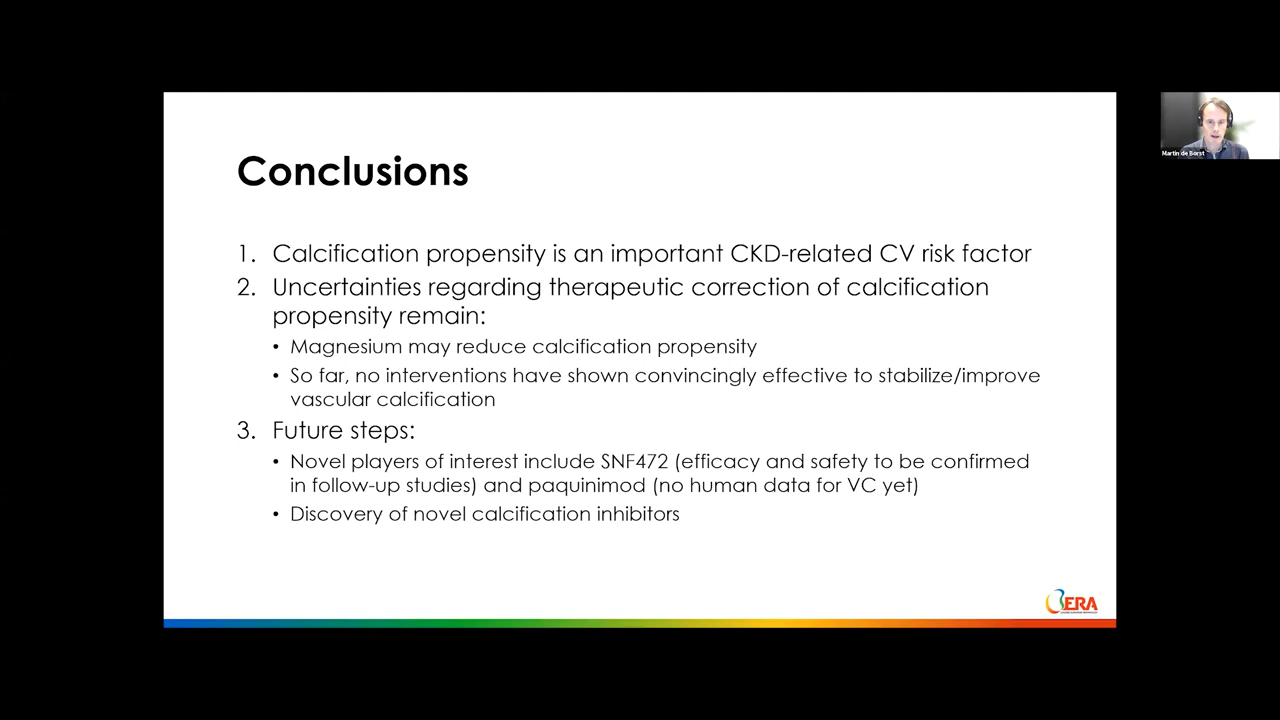 Conclusions
1. Calcification propensity is an important CKD-related CV risk factor
2. Uncertainties regarding therapeutic correction of calcification
propensity remain:
• Magnesium may reduce calcification propensity
• So far, no interventions have shown convincingly effective to stabilize/improve
vascular calcification
3. Future steps:
• Novel players of interest include SNF472 (efficacy and safety to be confirmed
in follow-up studies) and paquinimod (no human data for VC yet)
• Discovery of novel calcification inhibitors
ERA
Martin de Borst